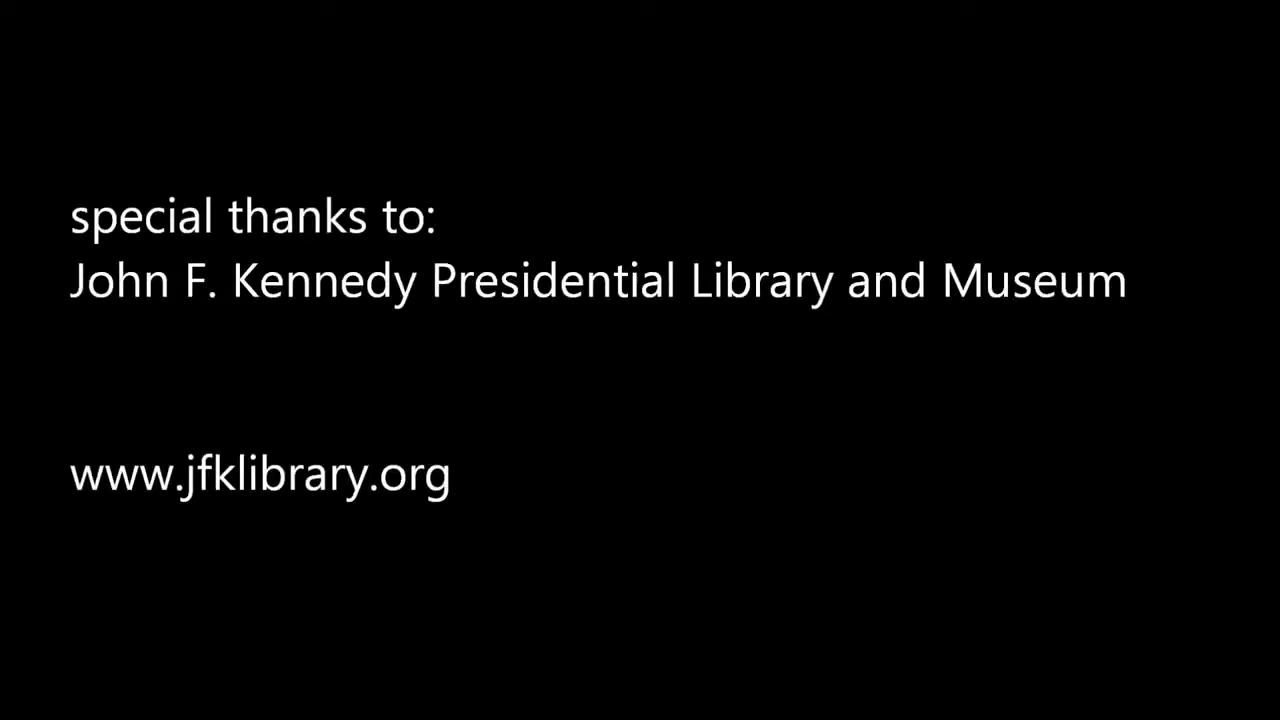 special thanks to:
John F. Kennedy Presidential Library and Museum
www.jfklibrary.org